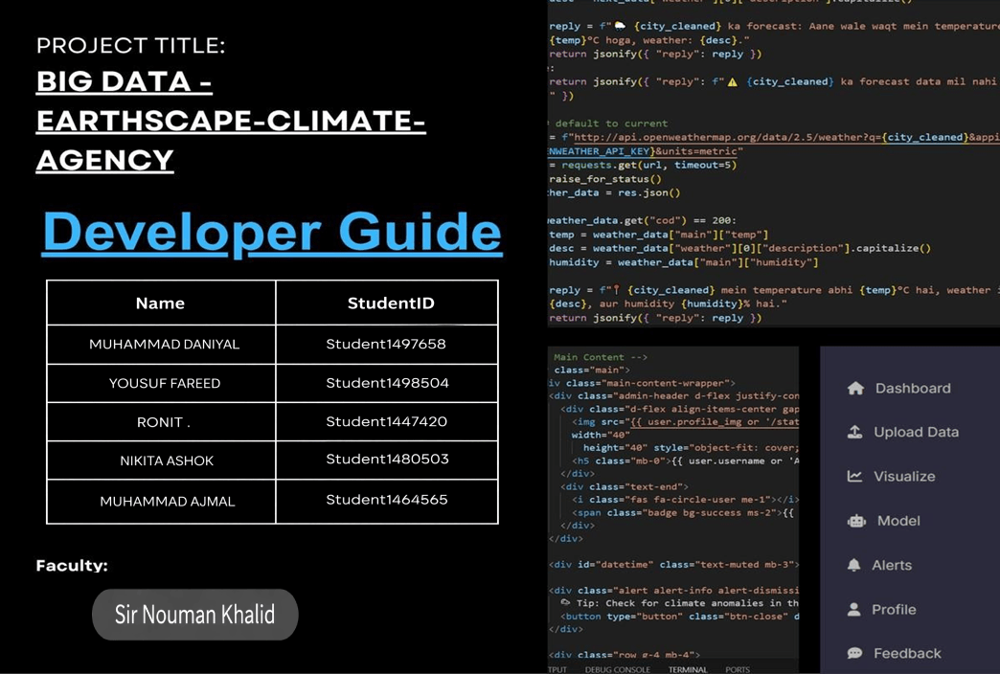 PROJECT TITLE:
BIG DATA -
EARTHSCAPE-CLIMATE-
AGENCY
Developer Guide
Name StudentID
MUHAMMAD DANIYAL Student1497658
YOUSUF FAREED Student1498504
RONIT . Student1447420
NIKITA ASHOK Student1480503
MUHAMMAD AJMAL Student1464565
Faculty:
Sir Nouman Khalid
reply = f"🌦 {city_cleaned} ka forecast: Aane wale waqt mein temperature
{temp}°C hoga, weather: {desc}."
return jsonify({ "reply": reply })
:
return jsonify({ "reply": f"⚠ {city_cleaned} ka forecast data mil nahi
" })
default to current
= f"http://api.openweathermap.org/data/2.5/weather?q={city_cleaned}&appi
NWEATHER_API_KEY}&units=metric"
= requests.get(url, timeout=5)
raise_for_status()
her_data = res.json()
weather_data.get("cod") == 200:
temp = weather_data["main"]["temp"]
desc = weather_data["weather"][0]["description"].capitalize()
humidity = weather_data["main"]["humidity"]
reply = f"📍 {city_cleaned} mein temperature abhi {temp}°C hai, weather
{desc}, aur humidity {humidity}% hai."
return jsonify({ "reply": reply })
Main Content -->
class="main">
iv class="main-content-wrapper">
<div class="admin-header d-flex justify-con
<div class="d-flex align-items-center gap
<img src="{{ user.profile_img or '/stat
width="40"
height="40" style="object-fit: cover;
<h5 class="mb-0">{{ user.username or 'A
</div>
<div class="text-end">
<i class="fas fa-circle-user me-1"></i>
<span class="badge bg-success ms-2">{{
</div>
</div>
<div id="datetime" class="text-muted mb-3">
<div class="alert alert-info alert-dismissi
Tip: Check for climate anomalies in th
<button type="button" class="btn-close" d
</div>
<div class="row g-4 mb-4">
TPUT DEBUG CONSOLE TERMINAL PORTS
Dashboard
Upload Data
Visualize
Model
Alerts
Profile
Feedback